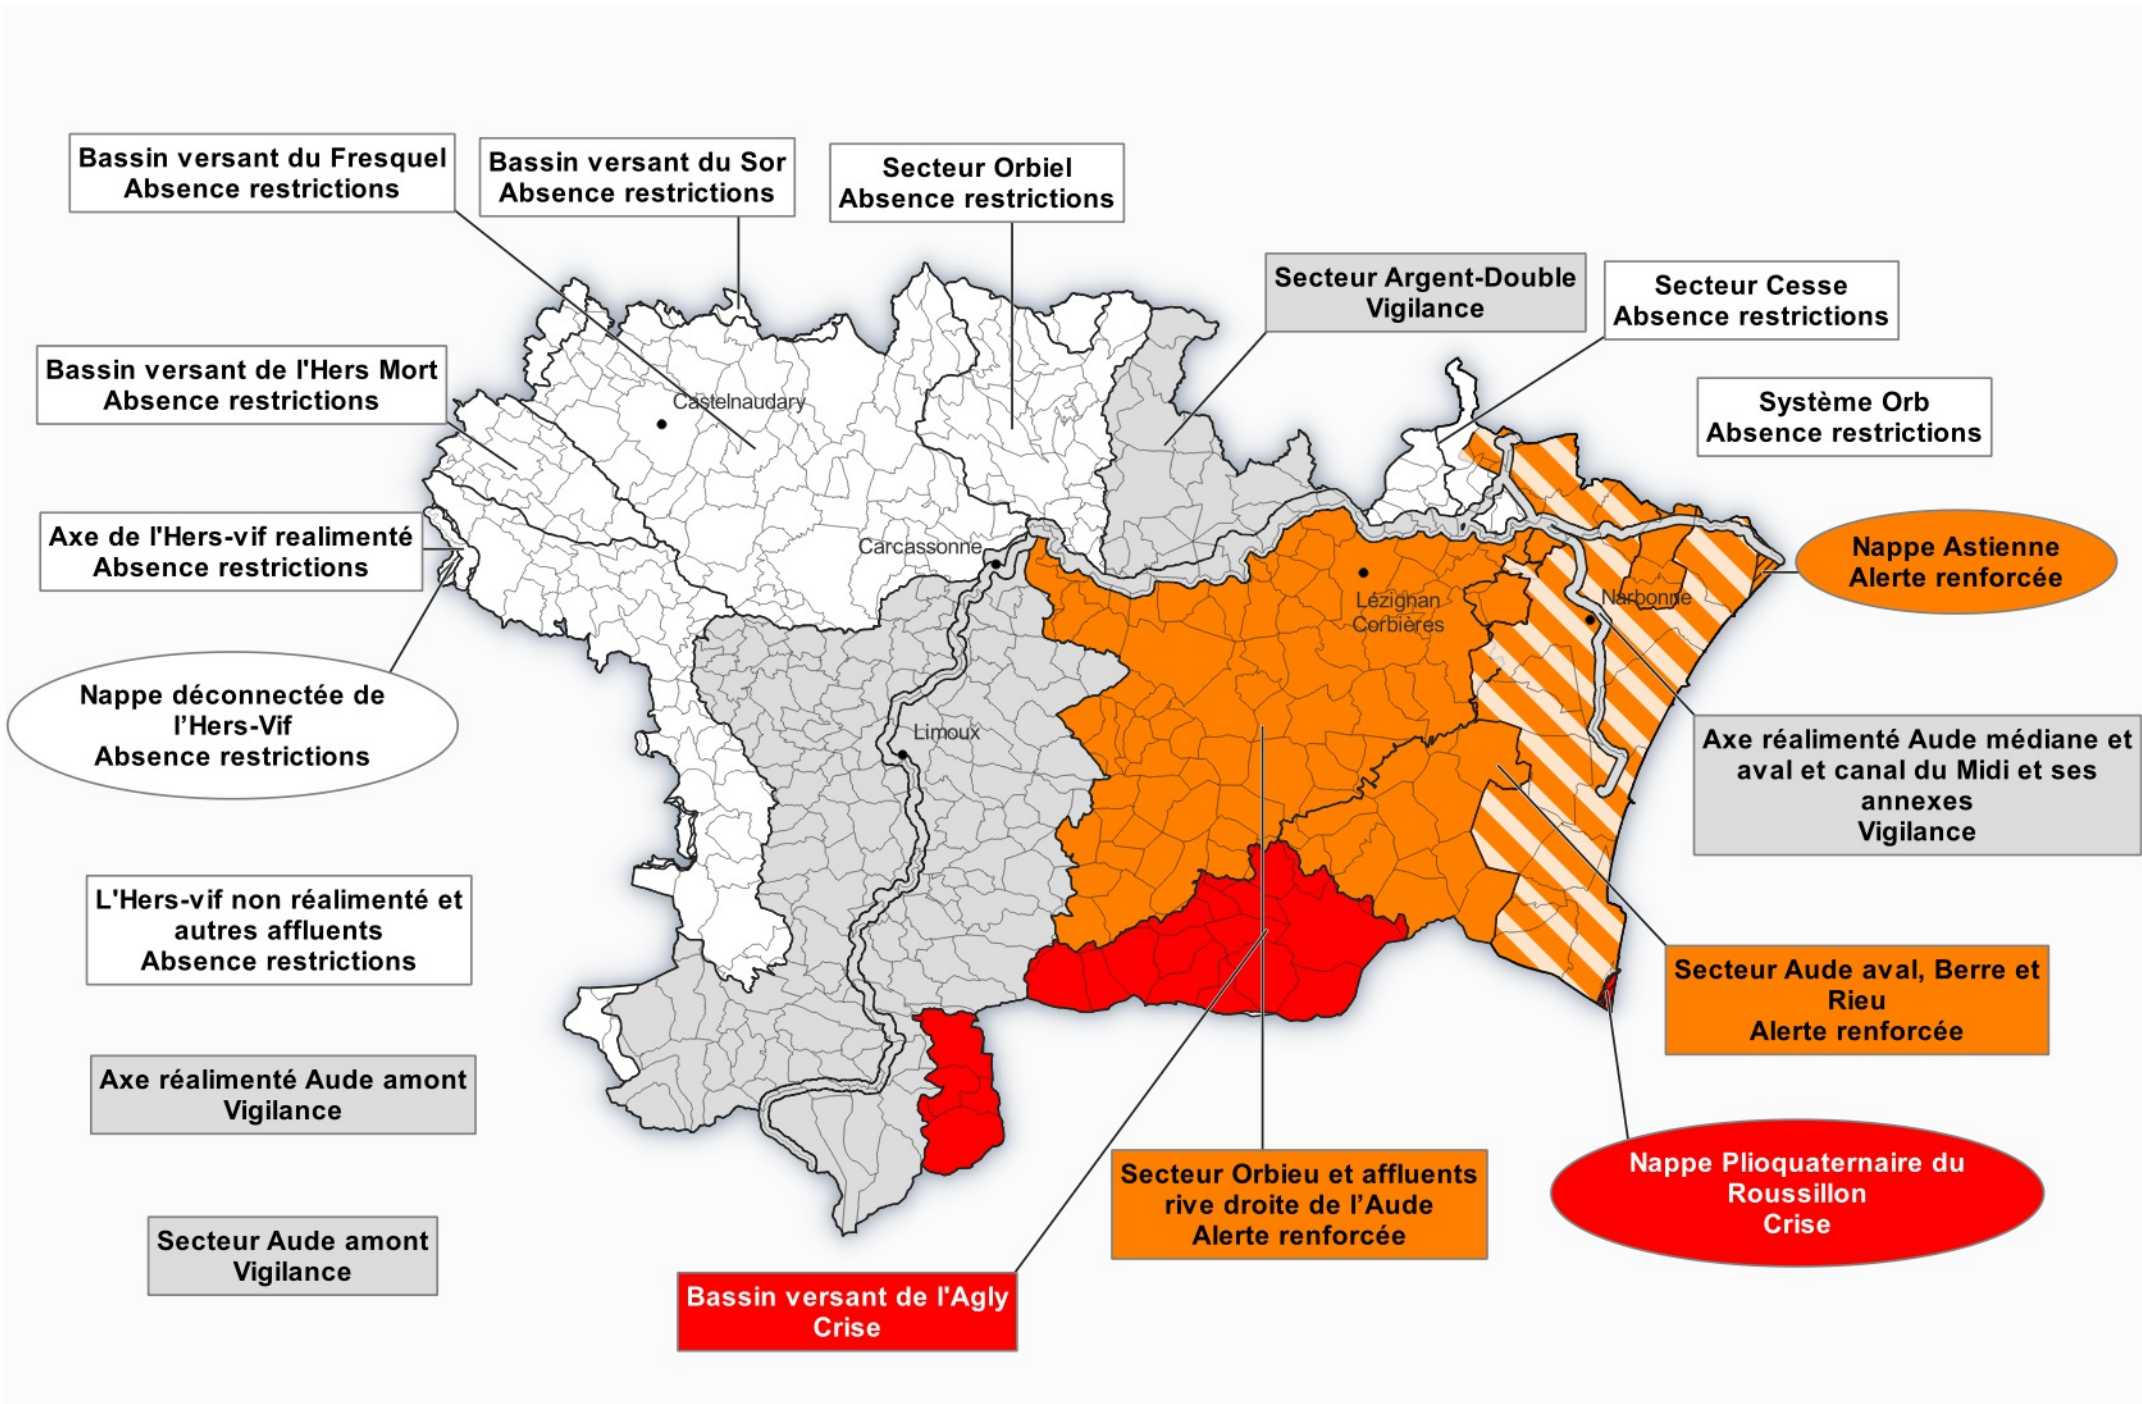 Bassin versant du Fresquel
Absence restrictions
Bassin versant du Sor
Absence restrictions
Secteur Orbiel
Absence restrictions
Secteur Argent-Double
Vigilance
Secteur Cesse
Absence restrictions
Bassin versant de l'Hers Mort
Absence restrictions
Système Orb
Absence restrictions
Castelnaudary
Axe de l'Hers-vif realimenté
Absence restrictions
Carcassonne
Nappe Astienne
Alerte renforcée
Lézignan
Corbières
Narbonne
Nappe déconnectée de
l’Hers-Vif
Absence restrictions
Limoux
Axe réalimenté Aude médiane et
aval et canal du Midi et ses
annexes
Vigilance
L'Hers-vif non réalimenté et
autres affluents
Absence restrictions
Secteur Aude aval, Berre et
Rieu
Alerte renforcée
Axe réalimenté Aude amont
Vigilance
Secteur Orbieu et affluents
rive droite de l’Aude
Alerte renforcée
Nappe Plioquaternaire du
Roussillon
Crise
Secteur Aude amont
Vigilance
Bassin versant de l'Agly
Crise